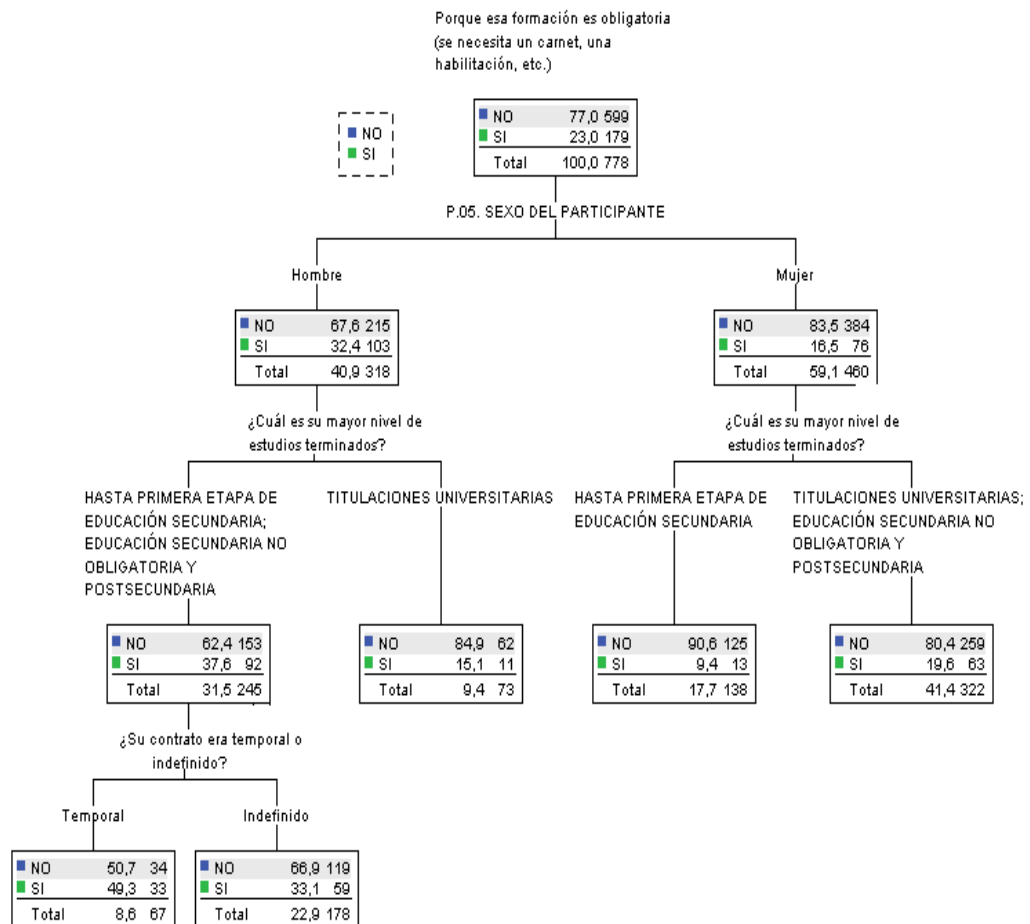 Porque esa formación es obligatoria
(se necesita un carnet, una
habilitación, etc.)
NO
SI
NO 77,0 599
SI 23,0 179
Total 100,0 778
P.05. SEXO DEL PARTICIPANTE
Hombre
Mujer
NO 67,6 215
SI 32,4 103
Total 40,9 318
NO 83,5 384
SI 16,5 76
Total 59,1 460
¿Cuál es su mayor nivel de
estudios terminados?
¿Cuál es su mayor nivel de
estudios terminados?
HASTA PRIMERA ETAPA DE
EDUCACIÓN SECUNDARIA;
EDUCACIÓN SECUNDARIA NO
OBLIGATORIA Y
POSTSECUNDARIA
TITULACIONES UNIVERSITARIAS
HASTA PRIMERA ETAPA DE
EDUCACIÓN SECUNDARIA
TITULACIONES UNIVERSITARIAS;
EDUCACIÓN SECUNDARIA NO
OBLIGATORIA Y
POSTSECUNDARIA
NO 62,4 153
SI 37,6 92
Total 31,5 245
NO 84,9 62
SI 15,1 11
Total 9,4 73
NO 90,6 125
SI 9,4 13
Total 17,7 138
NO 80,4 259
SI 19,6 63
Total 41,4 322
¿Su contrato era temporal o
indefinido?
Temporal
Indefinido
NO 50,7 34
SI 49,3 33
Total 8,6 67
NO 66,9 119
SI 33,1 59
Total 22,9 178